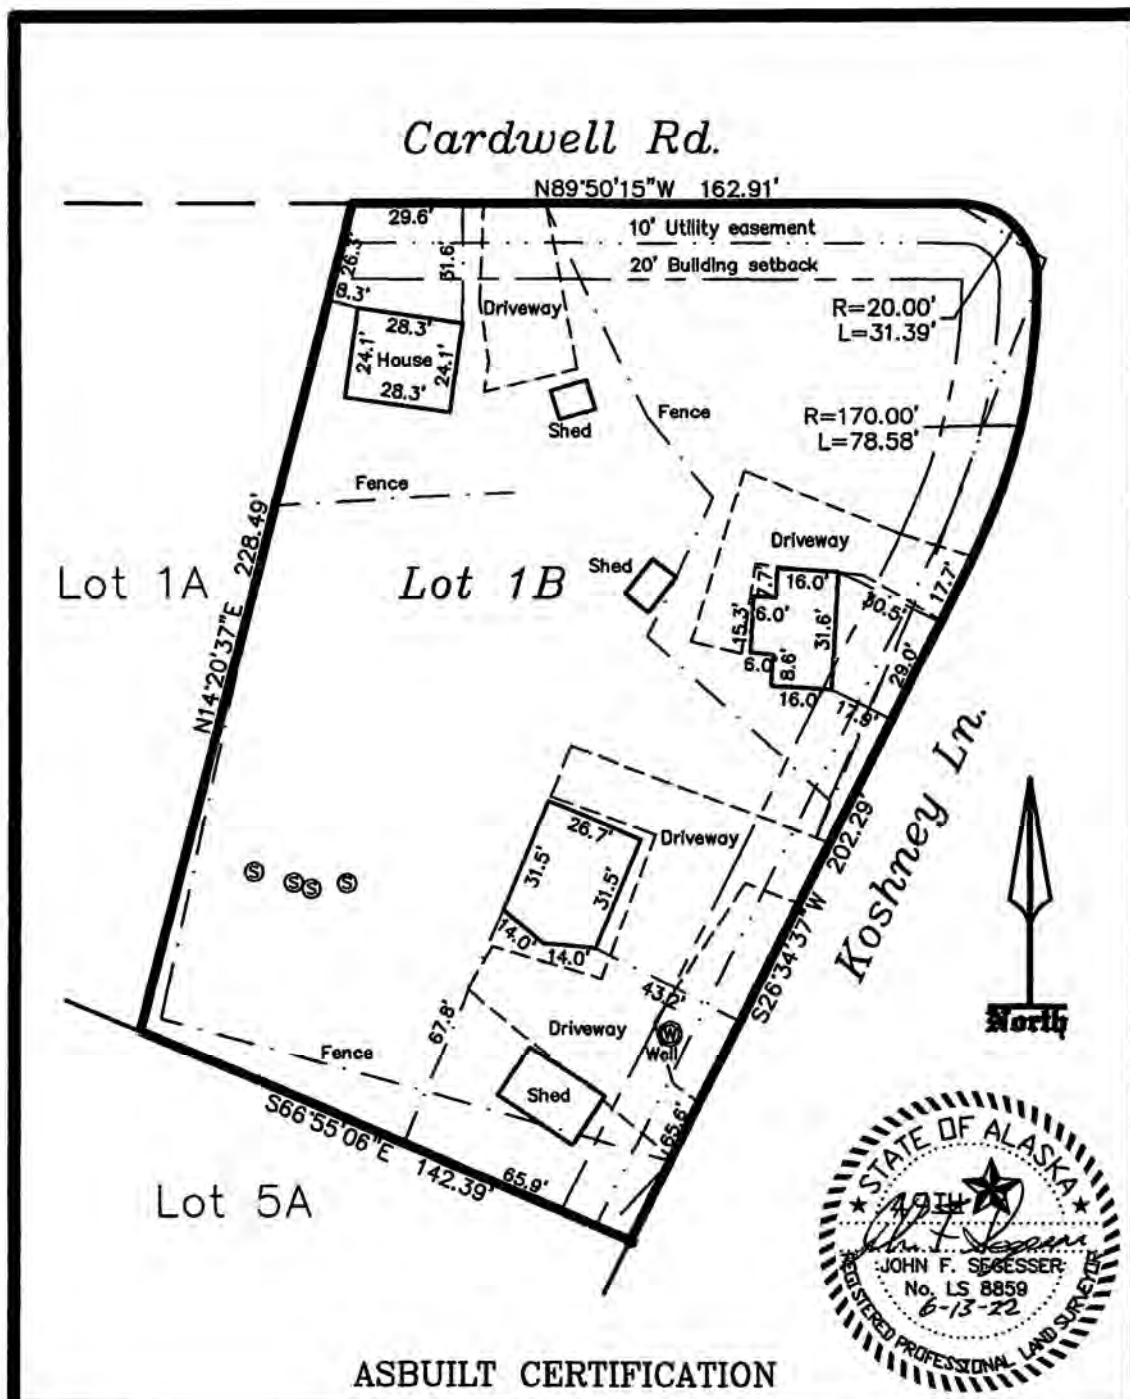 Cardwell Rd.
N89°50'15"W 162.91'
29.6'
10' Utility easement
26.3'
31.6'
20' Building setback
8.3'
Driveway
R=20.00'
L=31.39'
28.3'
24.1'
House
24.1'
28.3'
Shed
Fence
R=170.00'
L=78.58'
Fence
N14°20'37"E 228.49'
Driveway
Lot 1A
Lot 1B
Shed
7.7'
16.0'
30.5'
17.7'
15.3'
6.0'
31.6'
6.0'
8.6'
29.0'
16.0'
17.9'
Koshney Ln.
S26°34'37"W 202.29'
26.7'
Driveway
31.5'
31.5'
S
S
S
S
14.0'
14.0'
43.2'
67.8'
Driveway
W
Well
North
Fence
Shed
65.6'
S66°55'06"E 142.39'
65.9'
Lot 5A
STATE OF ALASKA
49TH
JOHN F. SEGESSER
No. LS 8859
6-13-22
REGISTERED PROFESSIONAL LAND SURVEYOR
ASBUILT CERTIFICATION